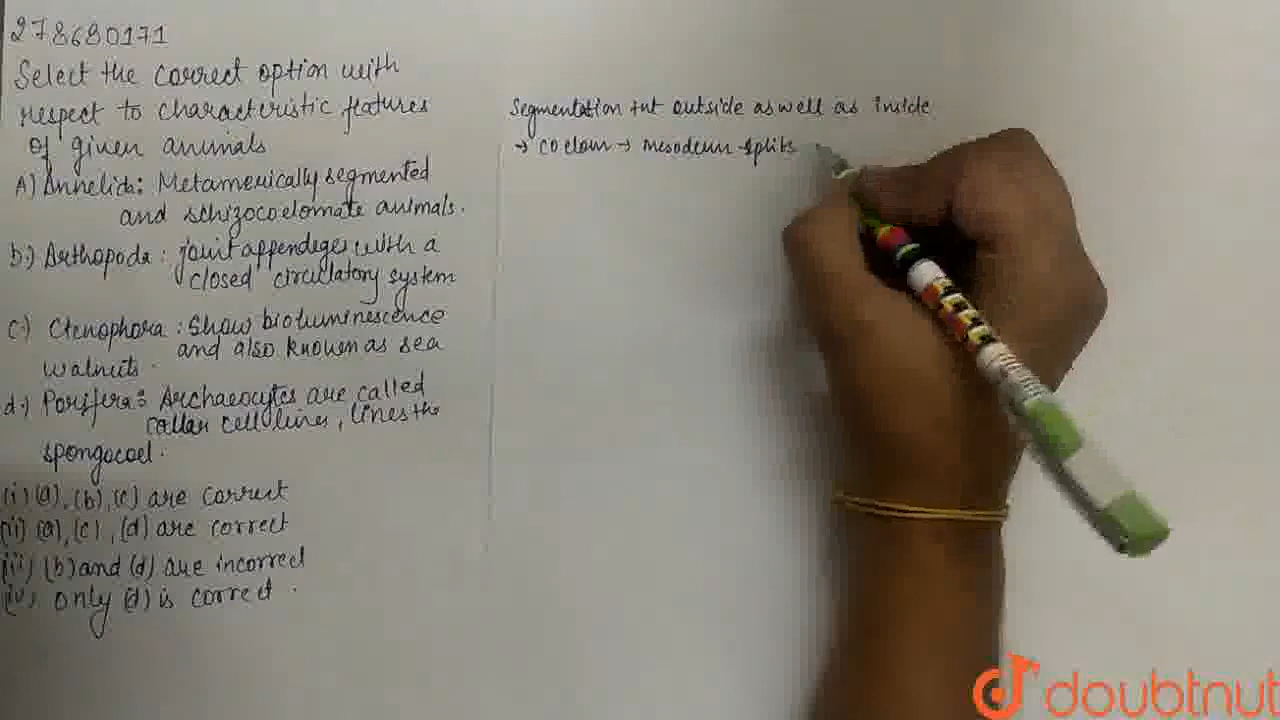 278680171
Select the correct option with
respect to characteristic features
of given animals
A) Annelida: Metamerically segmented
and schizocoelomate animals.
b.) Arthopoda : joint appendeges with a
closed circulatory system
c.) Ctenophora : Show bioluminescence
and also known as sea
walnuts.
d.) Porifera : Archaeocytes are called
collar cell lines, lines the
spongocoel.
(i) (a), (b), (c) are correct
(ii) (a), (c), (d) are correct
(iii) (b) and (d) are incorrect
(iv) only (d) is correct.
Segmentation tnt outside as well as inside
→ coelom → mesoderm splits
doubtnut